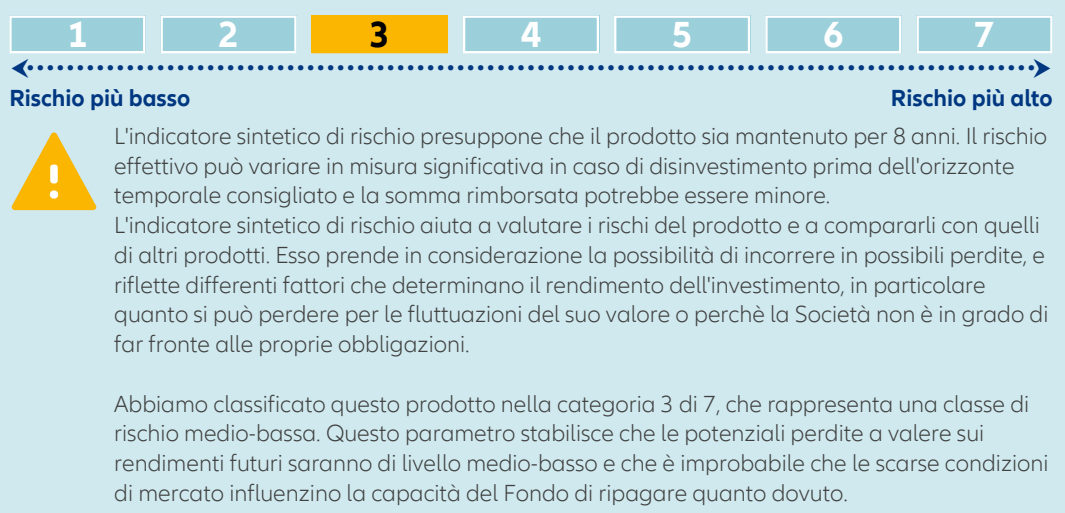 1 2 3 4 5 6 7
Rischio più basso Rischio più alto
L'indicatore sintetico di rischio presuppone che il prodotto sia mantenuto per 8 anni. Il rischio
effettivo può variare in misura significativa in caso di disinvestimento prima dell'orizzonte
temporale consigliato e la somma rimborsata potrebbe essere minore.
L'indicatore sintetico di rischio aiuta a valutare i rischi del prodotto e a compararli con quelli
di altri prodotti. Esso prende in considerazione la possibilità di incorrere in possibili perdite, e
riflette differenti fattori che determinano il rendimento dell'investimento, in particolare
quanto si può perdere per le fluttuazioni del suo valore o perchè la Società non è in grado di
far fronte alle proprie obbligazioni.
Abbiamo classificato questo prodotto nella categoria 3 di 7, che rappresenta una classe di
rischio medio-bassa. Questo parametro stabilisce che le potenziali perdite a valere sui
rendimenti futuri saranno di livello medio-basso e che è improbabile che le scarse condizioni
di mercato influenzino la capacità del Fondo di ripagare quanto dovuto.